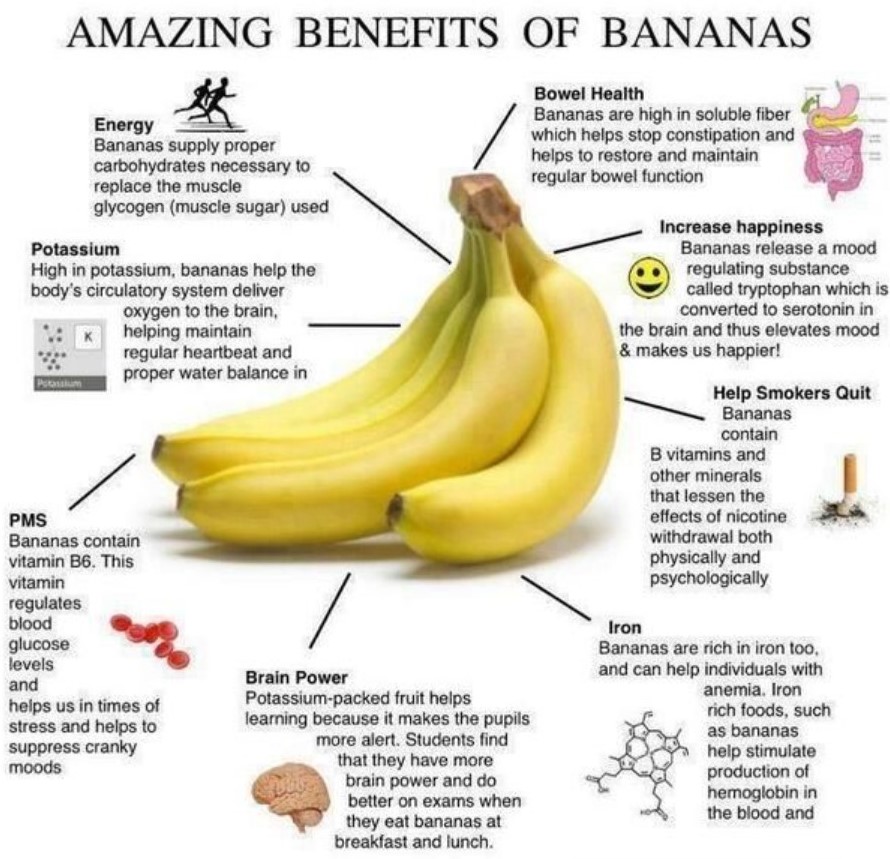 AMAZING BENEFITS OF BANANAS
Energy
Bananas supply proper
carbohydrates necessary to
replace the muscle
glycogen (muscle sugar) used
Bowel Health
Bananas are high in soluble fiber
which helps stop constipation and
helps to restore and maintain
regular bowel function
Potassium
High in potassium, bananas help the
body's circulatory system deliver
oxygen to the brain,
helping maintain
regular heartbeat and
proper water balance in
K
Potassium
Increase happiness
Bananas release a mood
regulating substance
called tryptophan which is
converted to serotonin in
the brain and thus elevates mood
& makes us happier!
Help Smokers Quit
Bananas
contain
B vitamins and
other minerals
that lessen the
effects of nicotine
withdrawal both
physically and
psychologically
PMS
Bananas contain
vitamin B6. This
vitamin
regulates
blood
glucose
levels
and
helps us in times of
stress and helps to
suppress cranky
moods
Brain Power
Potassium-packed fruit helps
learning because it makes the pupils
more alert. Students find
that they have more
brain power and do
better on exams when
they eat bananas at
breakfast and lunch.
Iron
Bananas are rich in iron too,
and can help individuals with
anemia. Iron
rich foods, such
as bananas
help stimulate
production of
hemoglobin in
the blood and